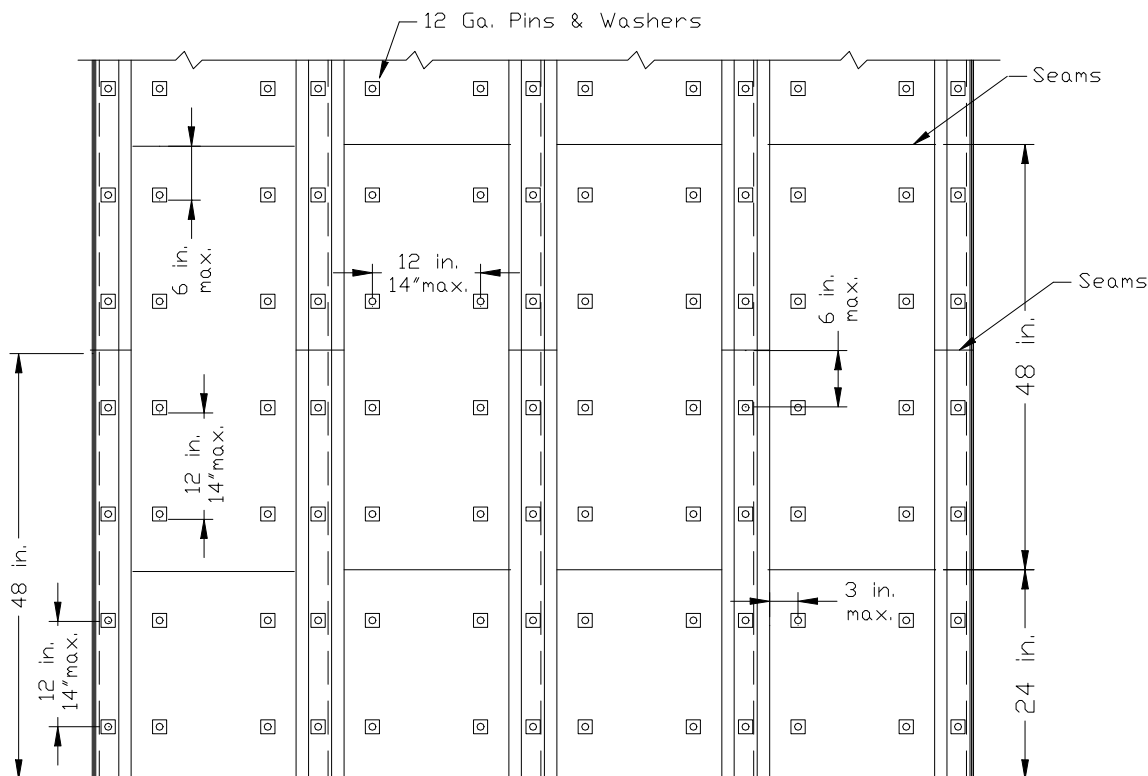 12 Ga. Pins & Washers
Seams
6 in.
max.
12 in.
14"max.
6 in.
max.
Seams
48 in.
12 in.
14"max.
48 in.
3 in.
max.
12 in.
14"max.
24 in.